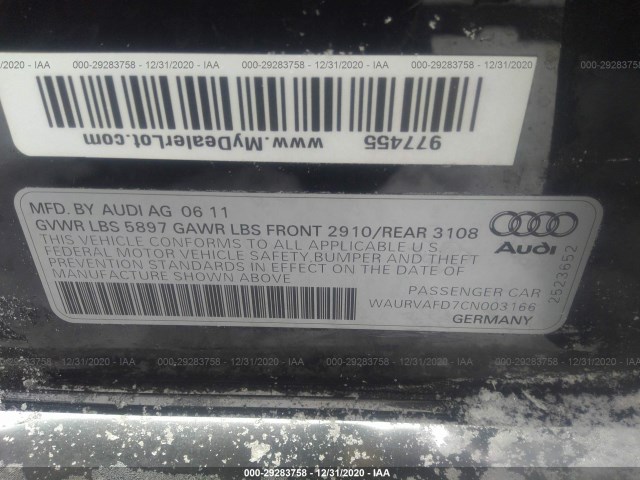 2/2020 - IAA 000-29283758 - 12/31/2020 - IAA 000-29283758 - 12/31/2020 - IAA 000-29283758 - 12/31/2020 - IAA
www.MyDealerLot.com
977455
MFD. BY AUDI AG 06 11
GVWR LBS 5897 GAWR LBS FRONT 2910/REAR 3108
THIS VEHICLE CONFORMS TO ALL APPLICABLE U.S.
FEDERAL MOTOR VEHICLE SAFETY, BUMPER, AND THEFT
PREVENTION STANDARDS IN EFFECT ON THE DATE OF
MANUFACTURE SHOWN ABOVE
Audi
2523652
PASSENGER CAR
WAURVAFD7CN003166
GERMANY
000-29283758 - 12/31/2020 - IAA